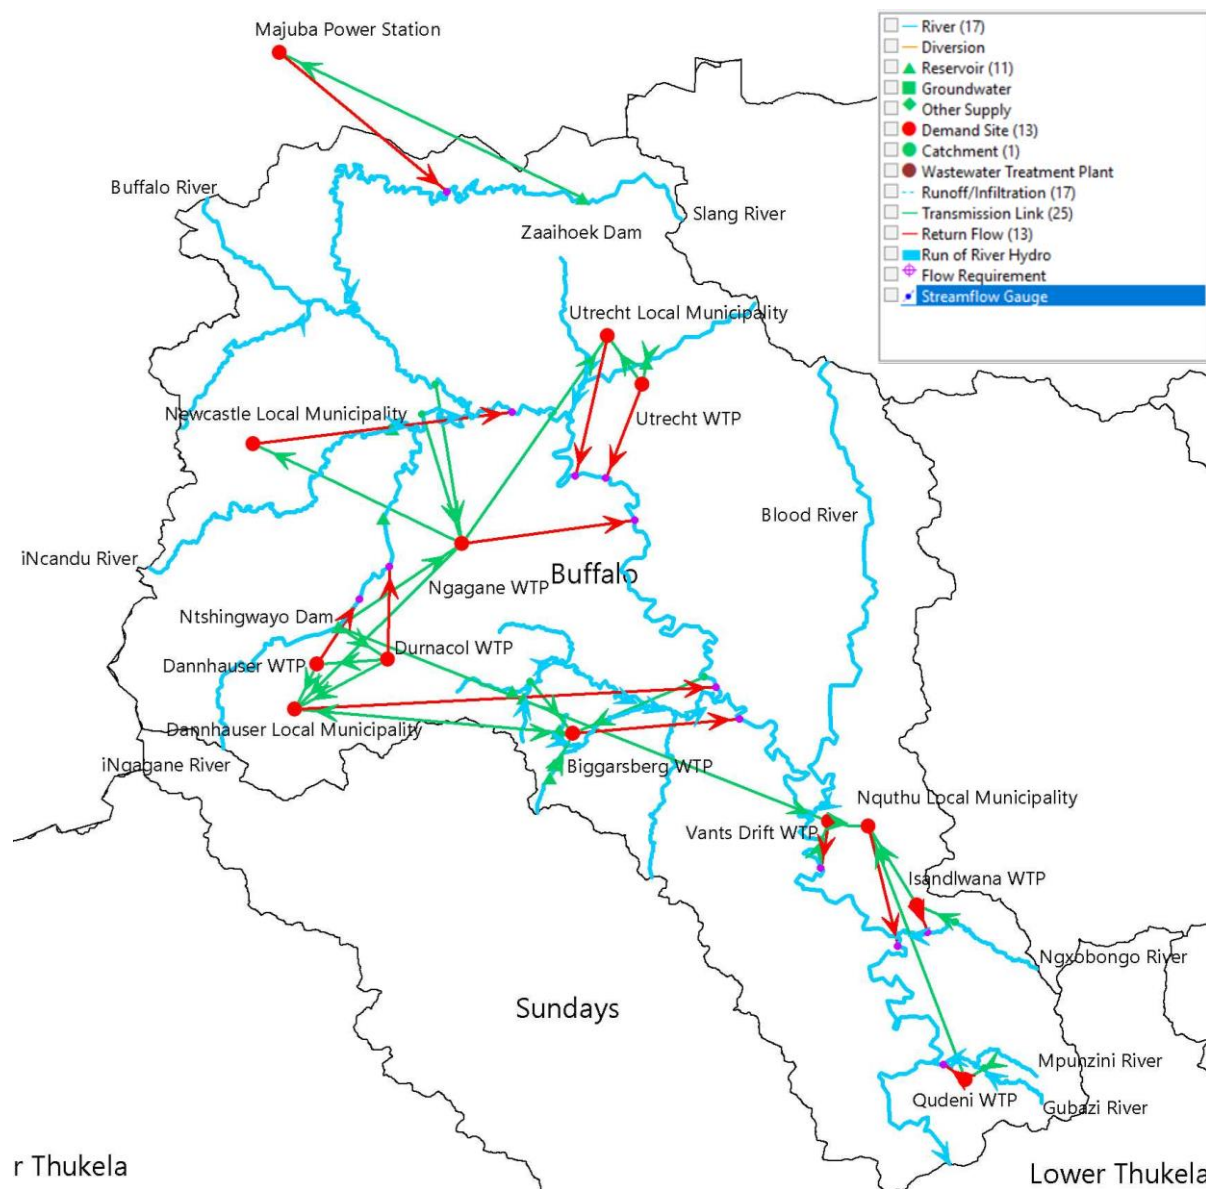 Majuba Power Station
River (17)
Diversion
Reservoir (11)
Groundwater
Other Supply
Demand Site (13)
Catchment (1)
Wastewater Treatment Plant
Runoff/Infiltration (17)
Transmission Link (25)
Return Flow (13)
Run of River Hydro
Flow Requirement
Streamflow Gauge
Buffalo River
Slang River
Zaaihoek Dam
Utrecht Local Municipality
Newcastle Local Municipality
Utrecht WTP
Blood River
iNcandu River
Ngagane WTP
Buffalo
Ntshingwayo Dam
Durnacol WTP
Dannhauser WTP
Dannhauser Local Municipality
iNgagane River
Biggarsberg WTP
Nquthu Local Municipality
Vants Drift WTP
Isandlwana WTP
Ngxobongo River
Sundays
Mpunzini River
Qudeni WTP
Gubazi River
r Thukela
Lower Thukela